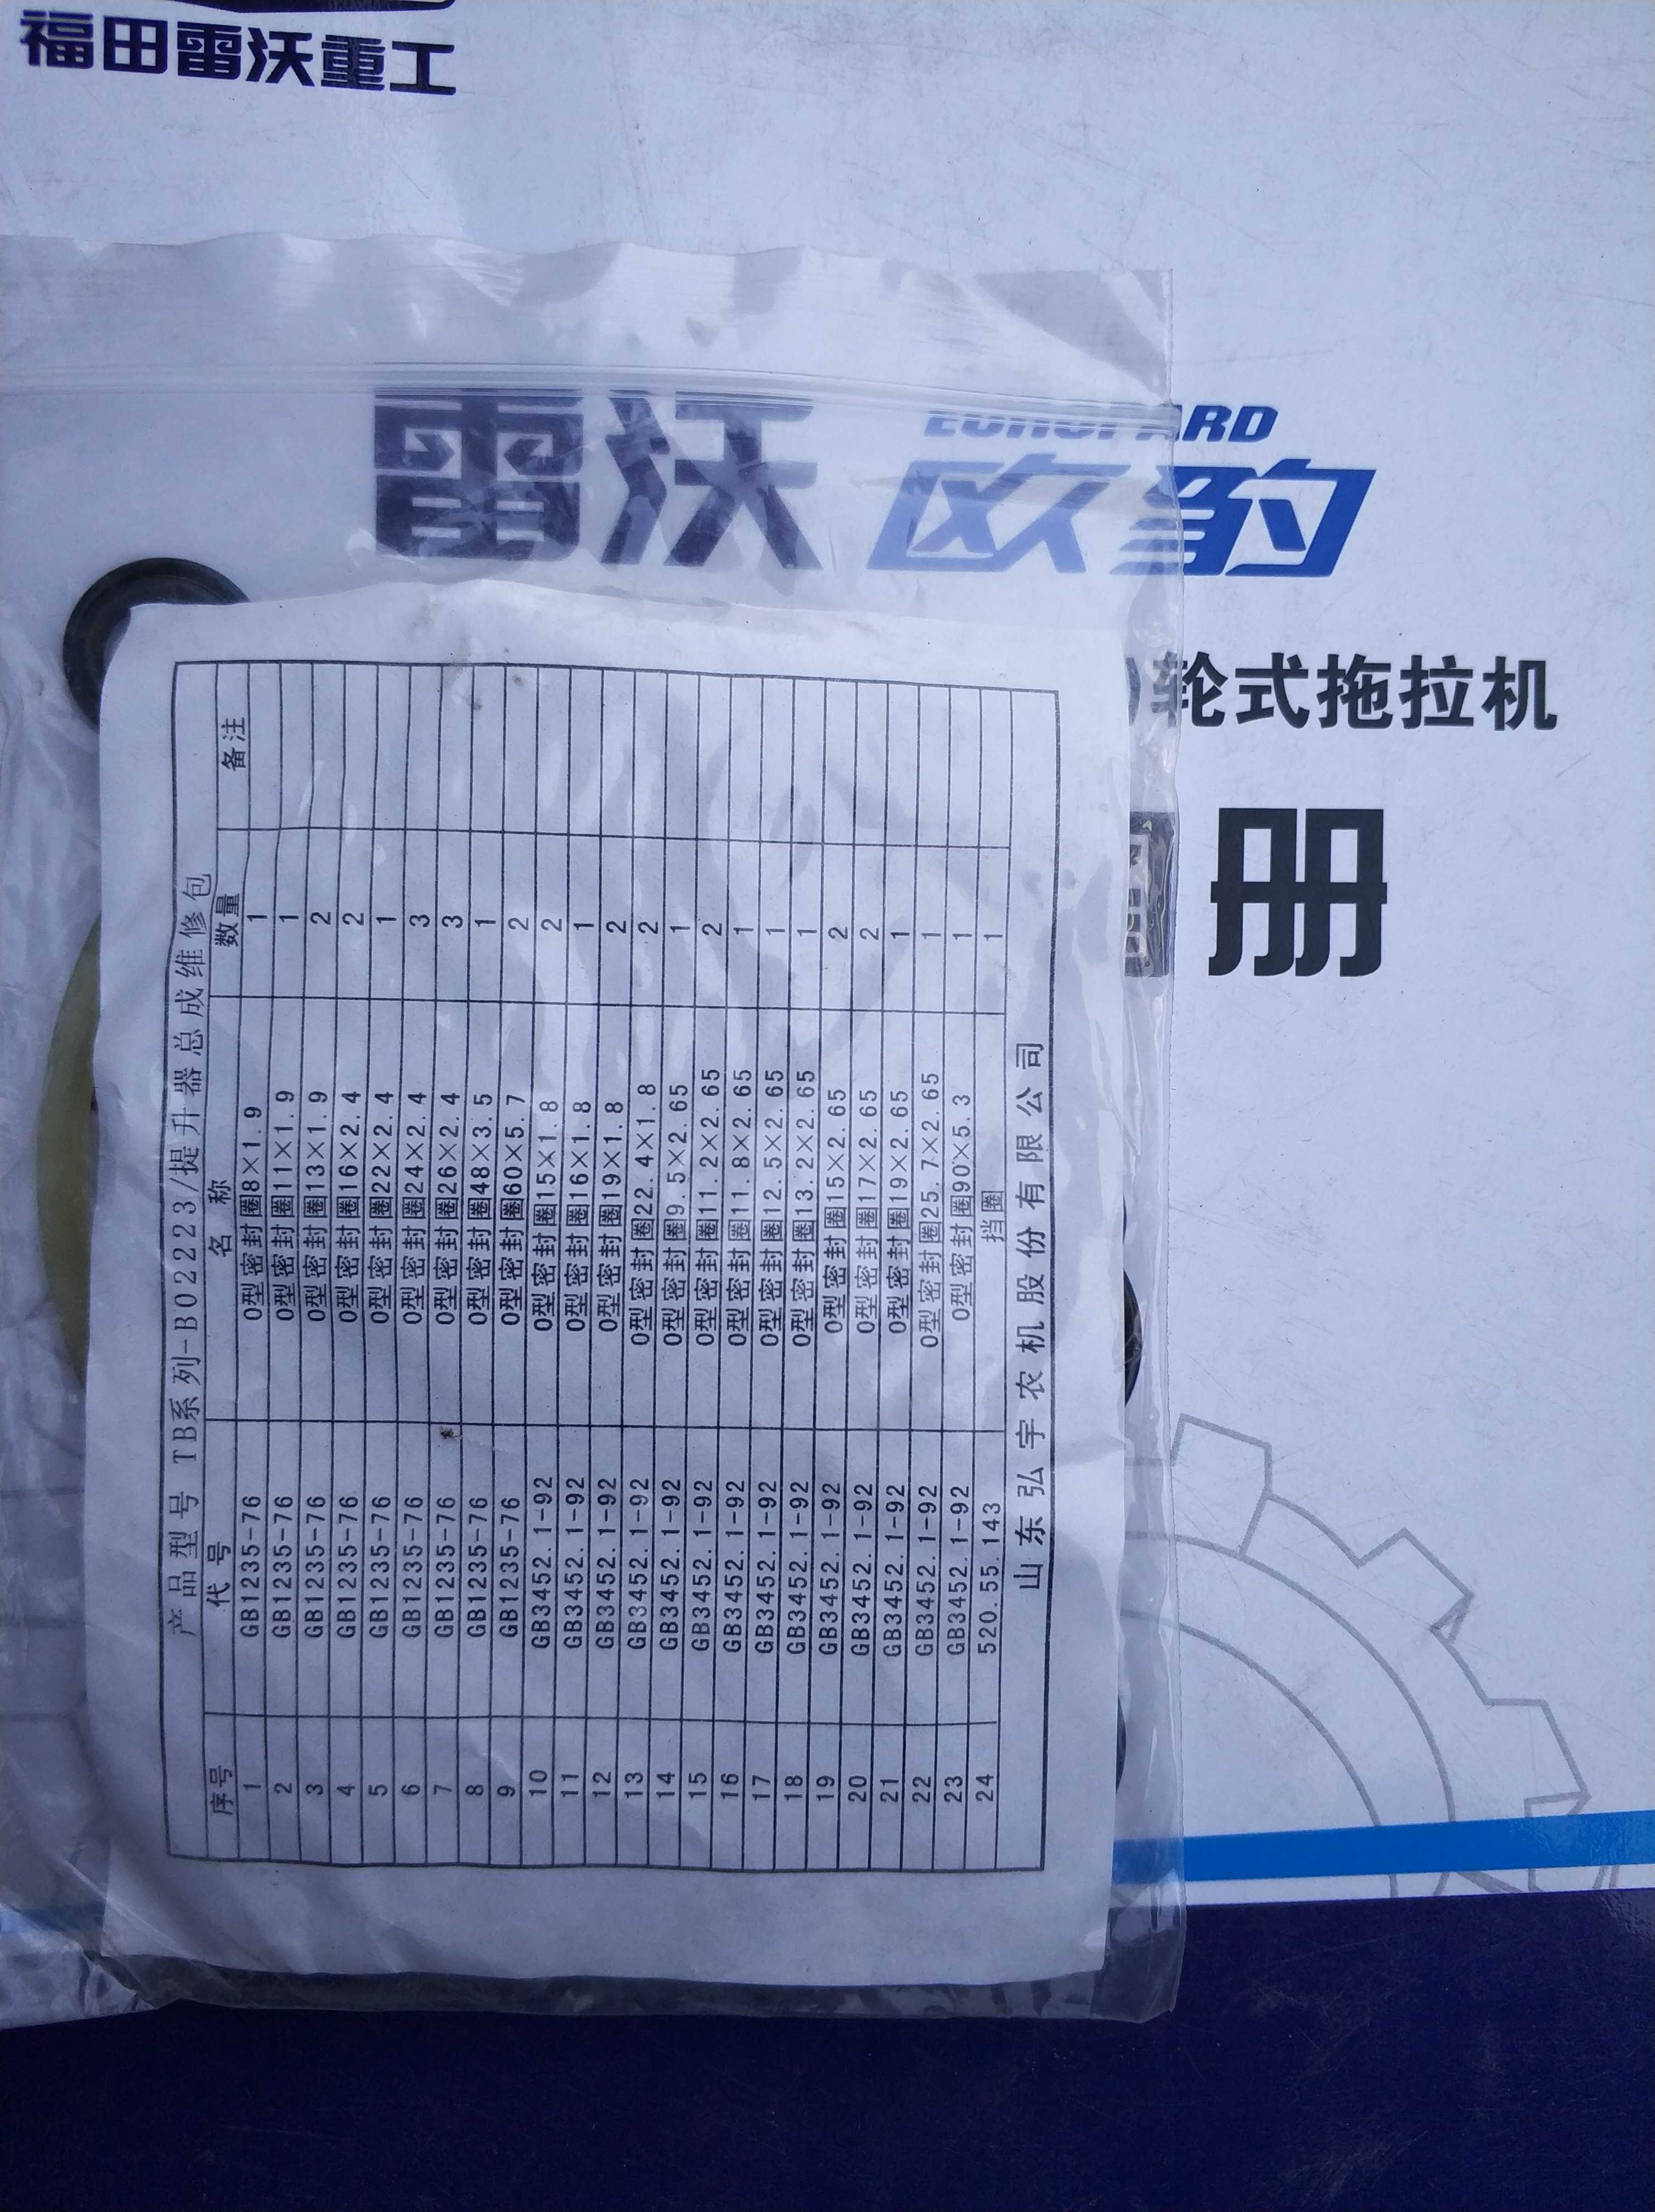 福田雷沃重工
EUROPARD
雷沃 欧豹
轮式拖拉机
册
产品型号 TB系列-B02223/提升器总成维修包
序号 代号 名称 数量 备注
1 GB1235-76 O型密封圈8×1.9 1
2 GB1235-76 O型密封圈11×1.9 1
3 GB1235-76 O型密封圈13×1.9 2
4 GB1235-76 O型密封圈16×2.4 2
5 GB1235-76 O型密封圈22×2.4 1
6 GB1235-76 O型密封圈24×2.4 3
7 GB1235-76 O型密封圈26×2.4 3
8 GB1235-76 O型密封圈48×3.5 1
9 GB1235-76 O型密封圈60×5.7 2
10 GB3452.1-92 O型密封圈15×1.8 2
11 GB3452.1-92 O型密封圈16×1.8 1
12 GB3452.1-92 O型密封圈19×1.8 2
13 GB3452.1-92 O型密封圈22.4×1.8 2
14 GB3452.1-92 O型密封圈9.5×2.65 1
15 GB3452.1-92 O型密封圈11.2×2.65 2
16 GB3452.1-92 O型密封圈11.8×2.65 1
17 GB3452.1-92 O型密封圈12.5×2.65 1
18 GB3452.1-92 O型密封圈13.2×2.65 1
19 GB3452.1-92 O型密封圈15×2.65 2
20 GB3452.1-92 O型密封圈17×2.65 2
21 GB3452.1-92 O型密封圈19×2.65 1
22 GB3452.1-92 O型密封圈25.7×2.65 1
23 GB3452.1-92 O型密封圈90×5.3 1
24 520.55.143 挡圈 1
山东弘宇农机股份有限公司